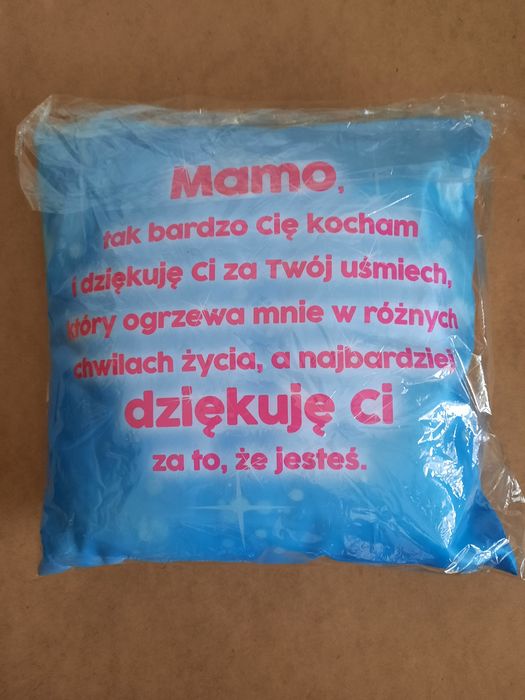 Mamo,
tak bardzo Cię kocham
i dziękuję Ci za Twój uśmiech,
który ogrzewa mnie w różnych
chwilach życia, a najbardziej
dziękuję Ci
za to, że jesteś.